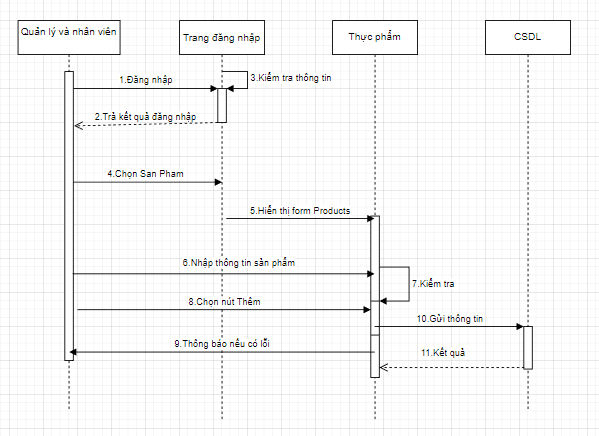 Quản lý và nhân viên
Trang đăng nhập
Thực phẩm
CSDL
1.Đăng nhập
3.Kiểm tra thông tin
2.Trả kết quả đăng nhập
4.Chọn San Pham
5.Hiển thị form Products
6.Nhập thông tin sản phẩm
7.Kiểm tra
8.Chọn nút Thêm
10.Gửi thông tin
9.Thông báo nếu có lỗi
11.Kết quả